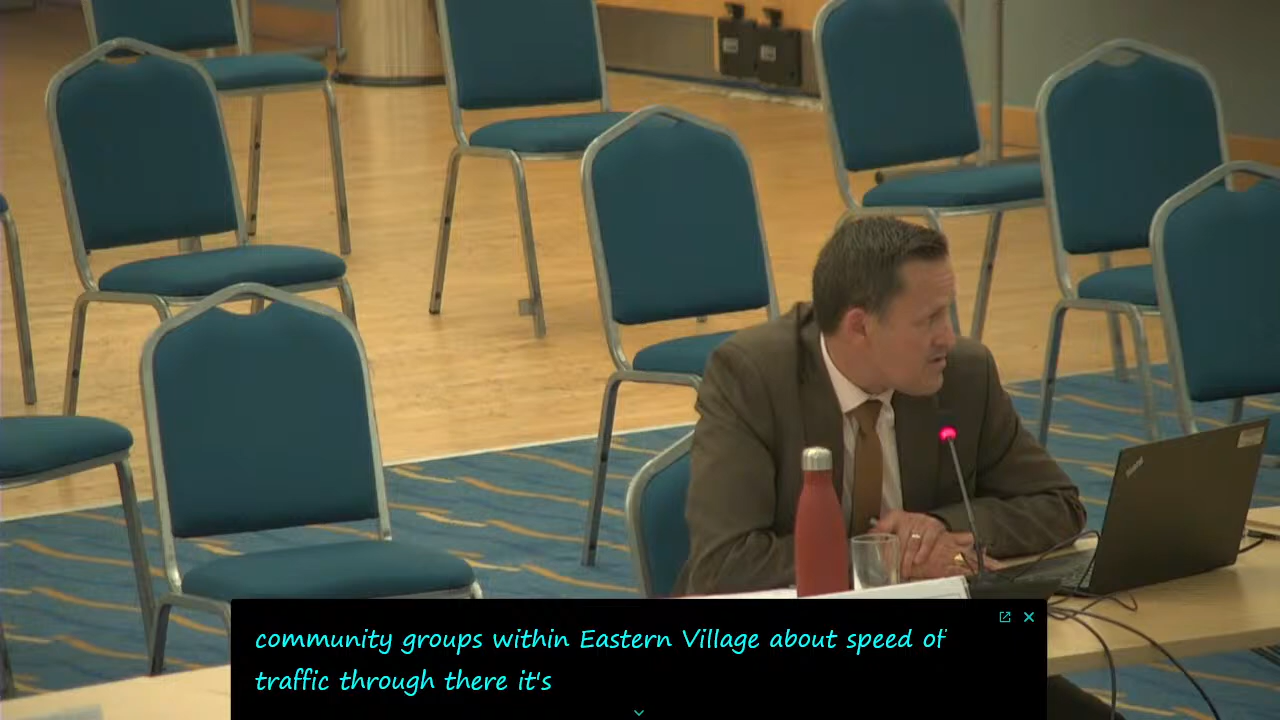 community groups within Eastern Village about speed of
traffic through there it's